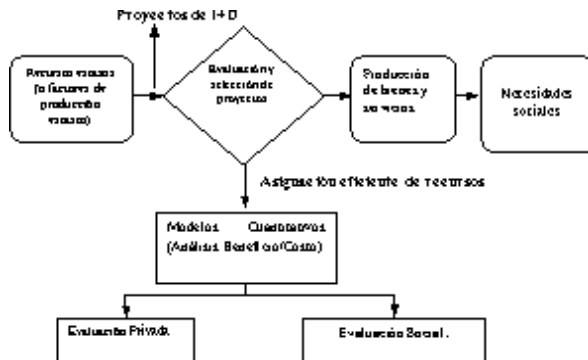 Proyectos de I+D
Recursos escasos
(o factores de
producción
escasos)
Evaluación y
selección de
proyectos
Producción
de bienes y
servicios
Necesidades
sociales
Asignación eficiente de recursos
Modelos Cuantitativos
(Análisis Beneficio/Costo)
Evaluación Privada
Evaluación Social.